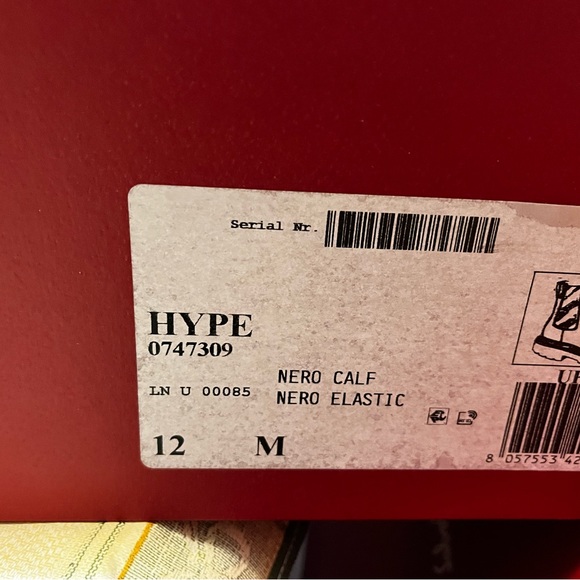 Serial Nr.
HYPE
0747309
NERO CALF
LN U 00085
NERO ELASTIC
12 M
8 057553 42